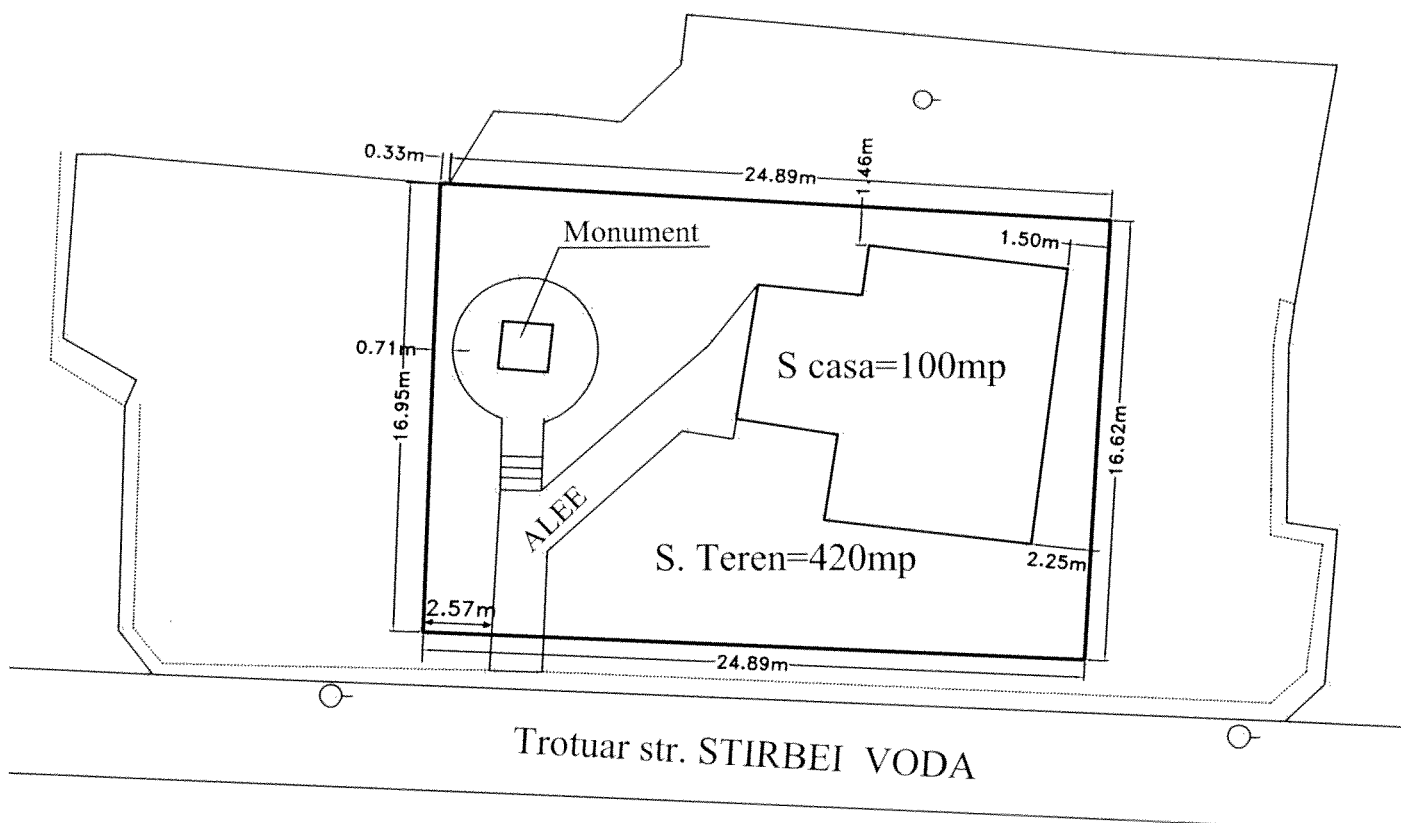 0.33m
24.89m
1.46m
Monument
1.50m
0.71m
16.95m
S casa=100mp
16.62m
ALEE
S. Teren=420mp
2.25m
2.57m
24.89m
Trotuar str. STIRBEI VODA